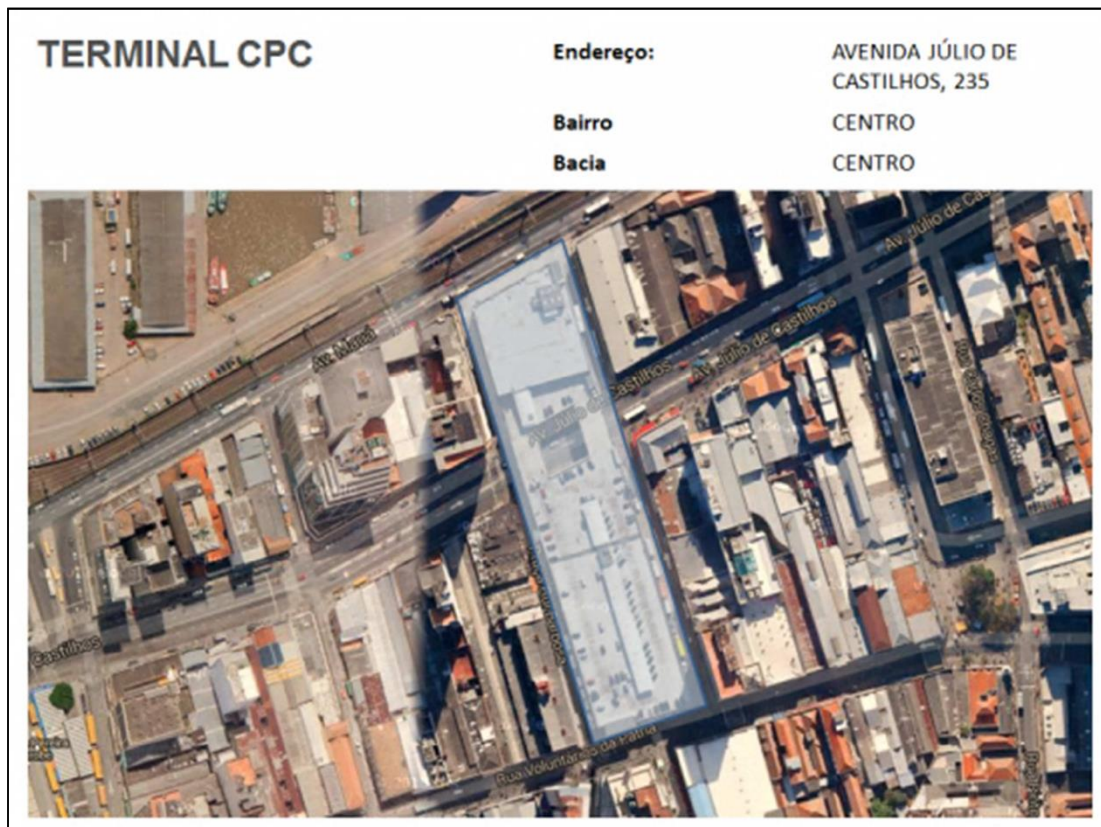 TERMINAL CPC
Endereço:
AVENIDA JÚLIO DE
CASTILHOS, 235
Bairro
CENTRO
Bacia
CENTRO
Av. Júlio de Cast
Av. Mauá
Av. Júlio de Castilhos
Av. Júlio de Castilhos
Castilhos
Rua Voluntários da Pátria